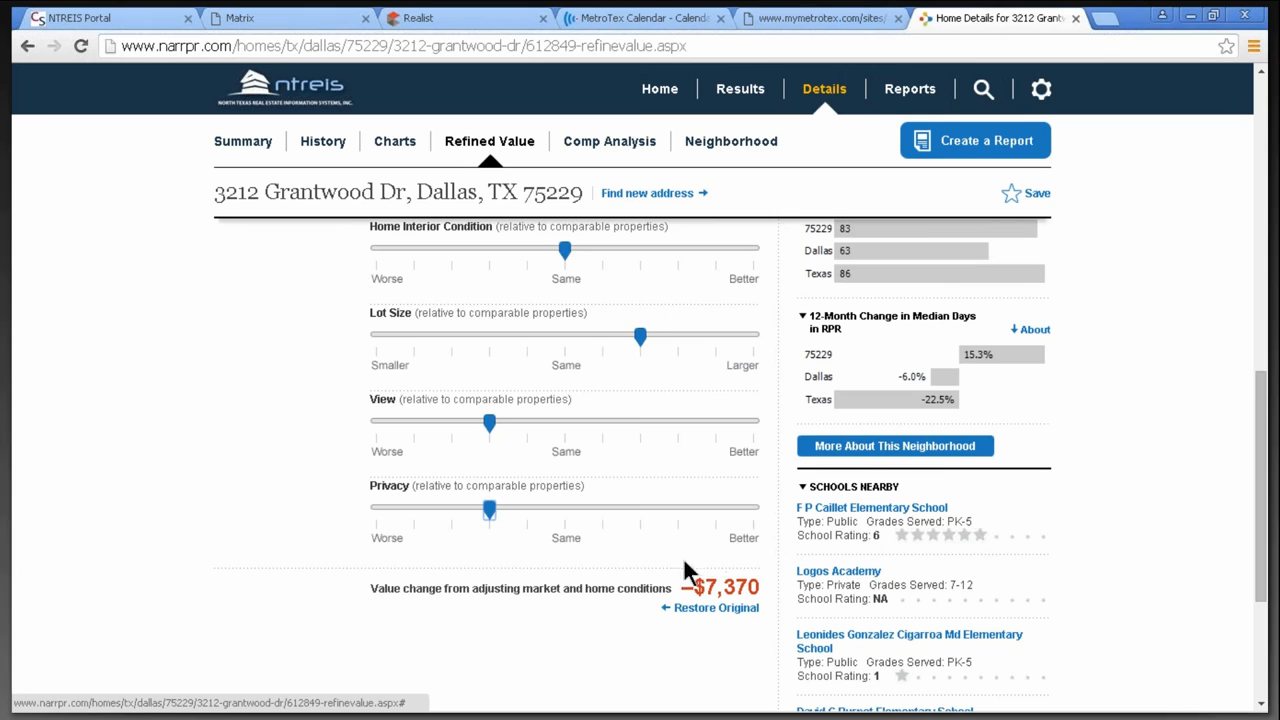 NTREIS Portal
Matrix
Realist
MetroTex Calendar - Calenda
www.mymetrotex.com/sites/
Home Details for 3212 Grantw
www.narrpr.com/homes/tx/dallas/75229/3212-grantwood-dr/612849-refinevalue.aspx
ntreis
NORTH TEXAS REAL ESTATE INFORMATION SYSTEMS, INC.
Home
Results
Details
Reports
Summary
History
Charts
Refined Value
Comp Analysis
Neighborhood
Create a Report
3212 Grantwood Dr, Dallas, TX 75229
Find new address
Save
Home Interior Condition (relative to comparable properties)
Worse Same Better
Lot Size (relative to comparable properties)
Smaller Same Larger
View (relative to comparable properties)
Worse Same Better
Privacy (relative to comparable properties)
Worse Same Better
Value change from adjusting market and home conditions –$7,370
Restore Original
75229 83
Dallas 63
Texas 86
12-Month Change in Median Days
in RPR
About
75229 15.3%
Dallas -6.0%
Texas -22.5%
More About This Neighborhood
SCHOOLS NEARBY
F P Caillet Elementary School
Type: Public Grades Served: PK-5
School Rating: 6
Logos Academy
Type: Private Grades Served: 7-12
School Rating: NA
Leonides Gonzalez Cigarroa Md Elementary
School
Type: Public Grades Served: PK-5
School Rating: 1
David G Burnet Elementary School
www.narrpr.com/homes/tx/dallas/75229/3212-grantwood-dr/612849-refinevalue.aspx#